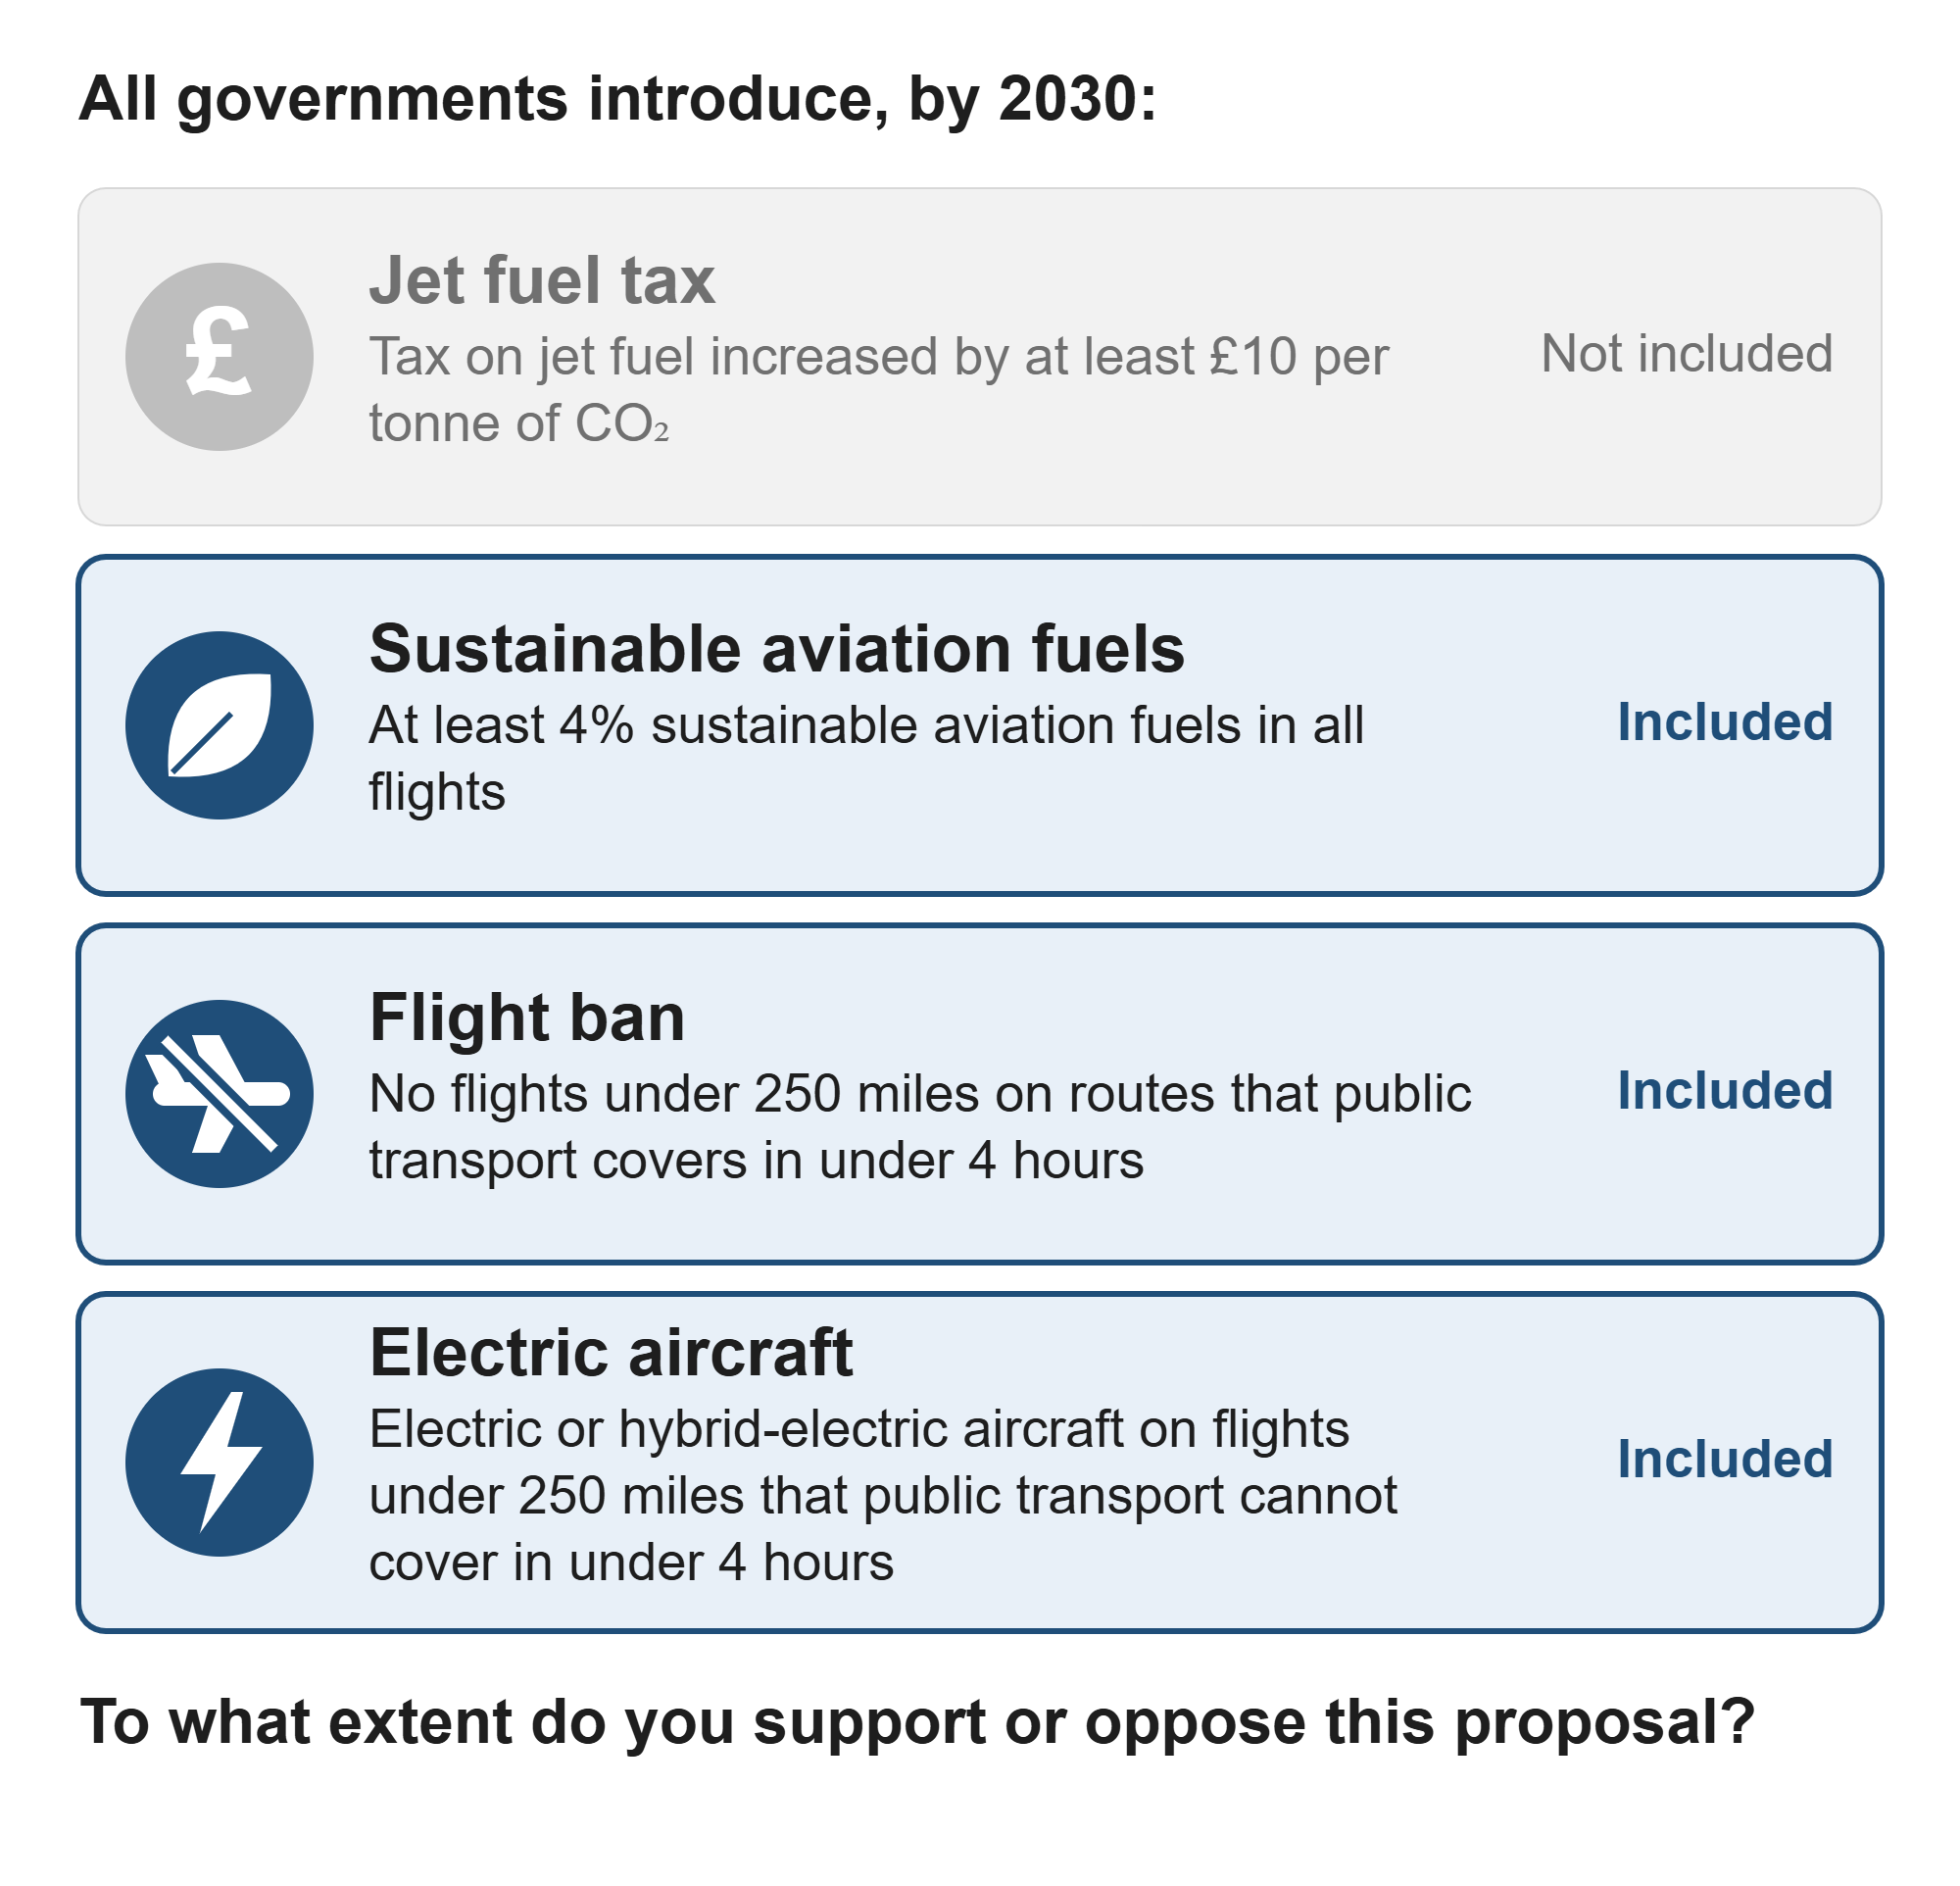 All governments introduce, by 2030:
£
Jet fuel tax
Tax on jet fuel increased by at least £10 per
tonne of CO₂
Not included
Sustainable aviation fuels
At least 4% sustainable aviation fuels in all
flights
Included
Flight ban
No flights under 250 miles on routes that public
transport covers in under 4 hours
Included
Electric aircraft
Electric or hybrid-electric aircraft on flights
under 250 miles that public transport cannot
cover in under 4 hours
Included
To what extent do you support or oppose this proposal?